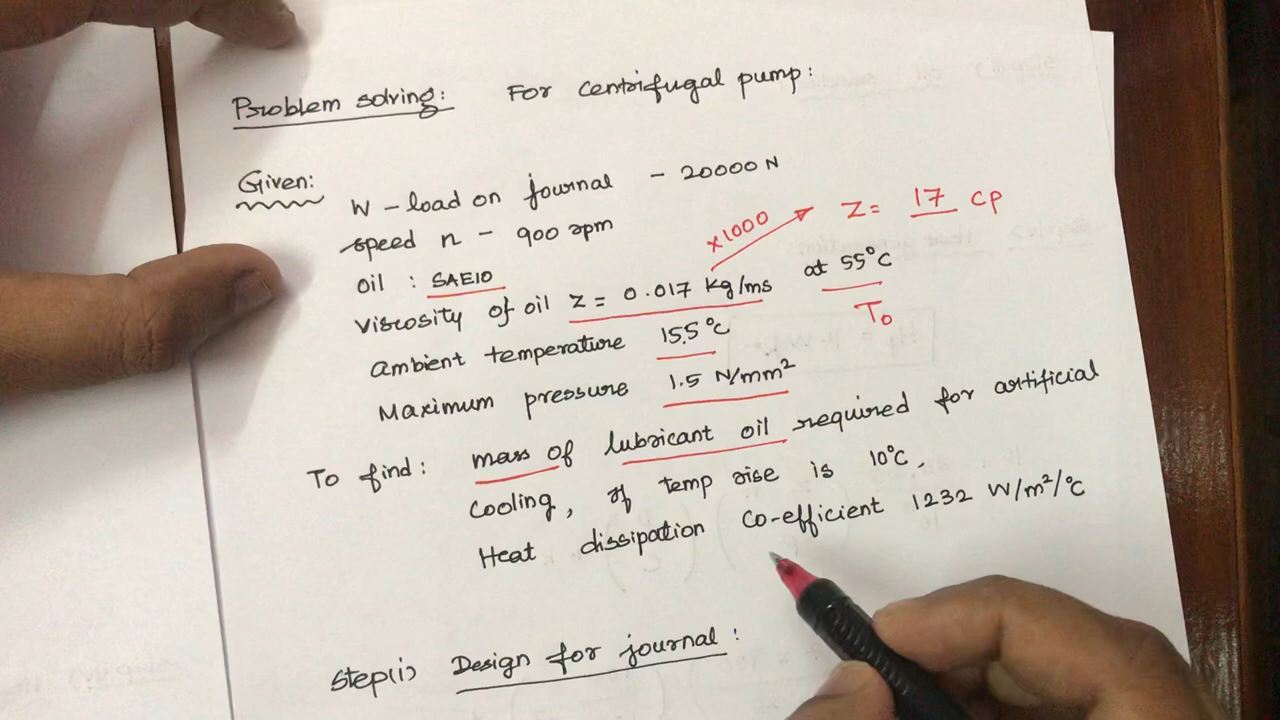 Problem solving: For centrifugal pump:
Given:
W - load on journal - 20000 N
speed n - 900 rpm
×1000 Z = 17 cp
oil : SAE10
Viscosity of oil Z = 0.017 kg/ms at 55°C
T₀
Ambient temperature 15.5°C
Maximum pressure 1.5 N/mm²
To find: mass of lubricant oil required for artificial
cooling, if temp rise is 10°C,
Heat dissipation co-efficient 1232 W/m²/°C
Step(i) Design for journal: